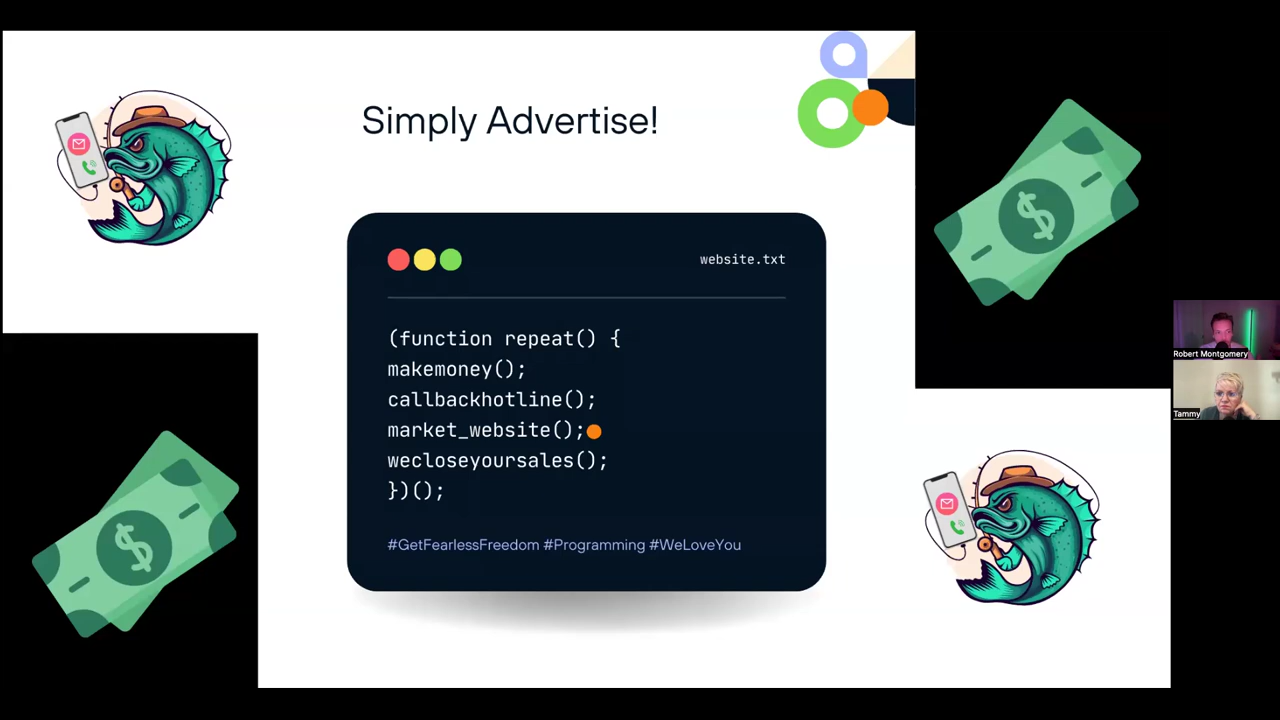 Simply Advertise!
website.txt
(function repeat() {
makemoney();
callbackhotline();
market_website();
wecloseyoursales();
})();
#GetFearlessFreedom #Programming #WeLoveYou
Robert Montgomery
Tammy
$
$